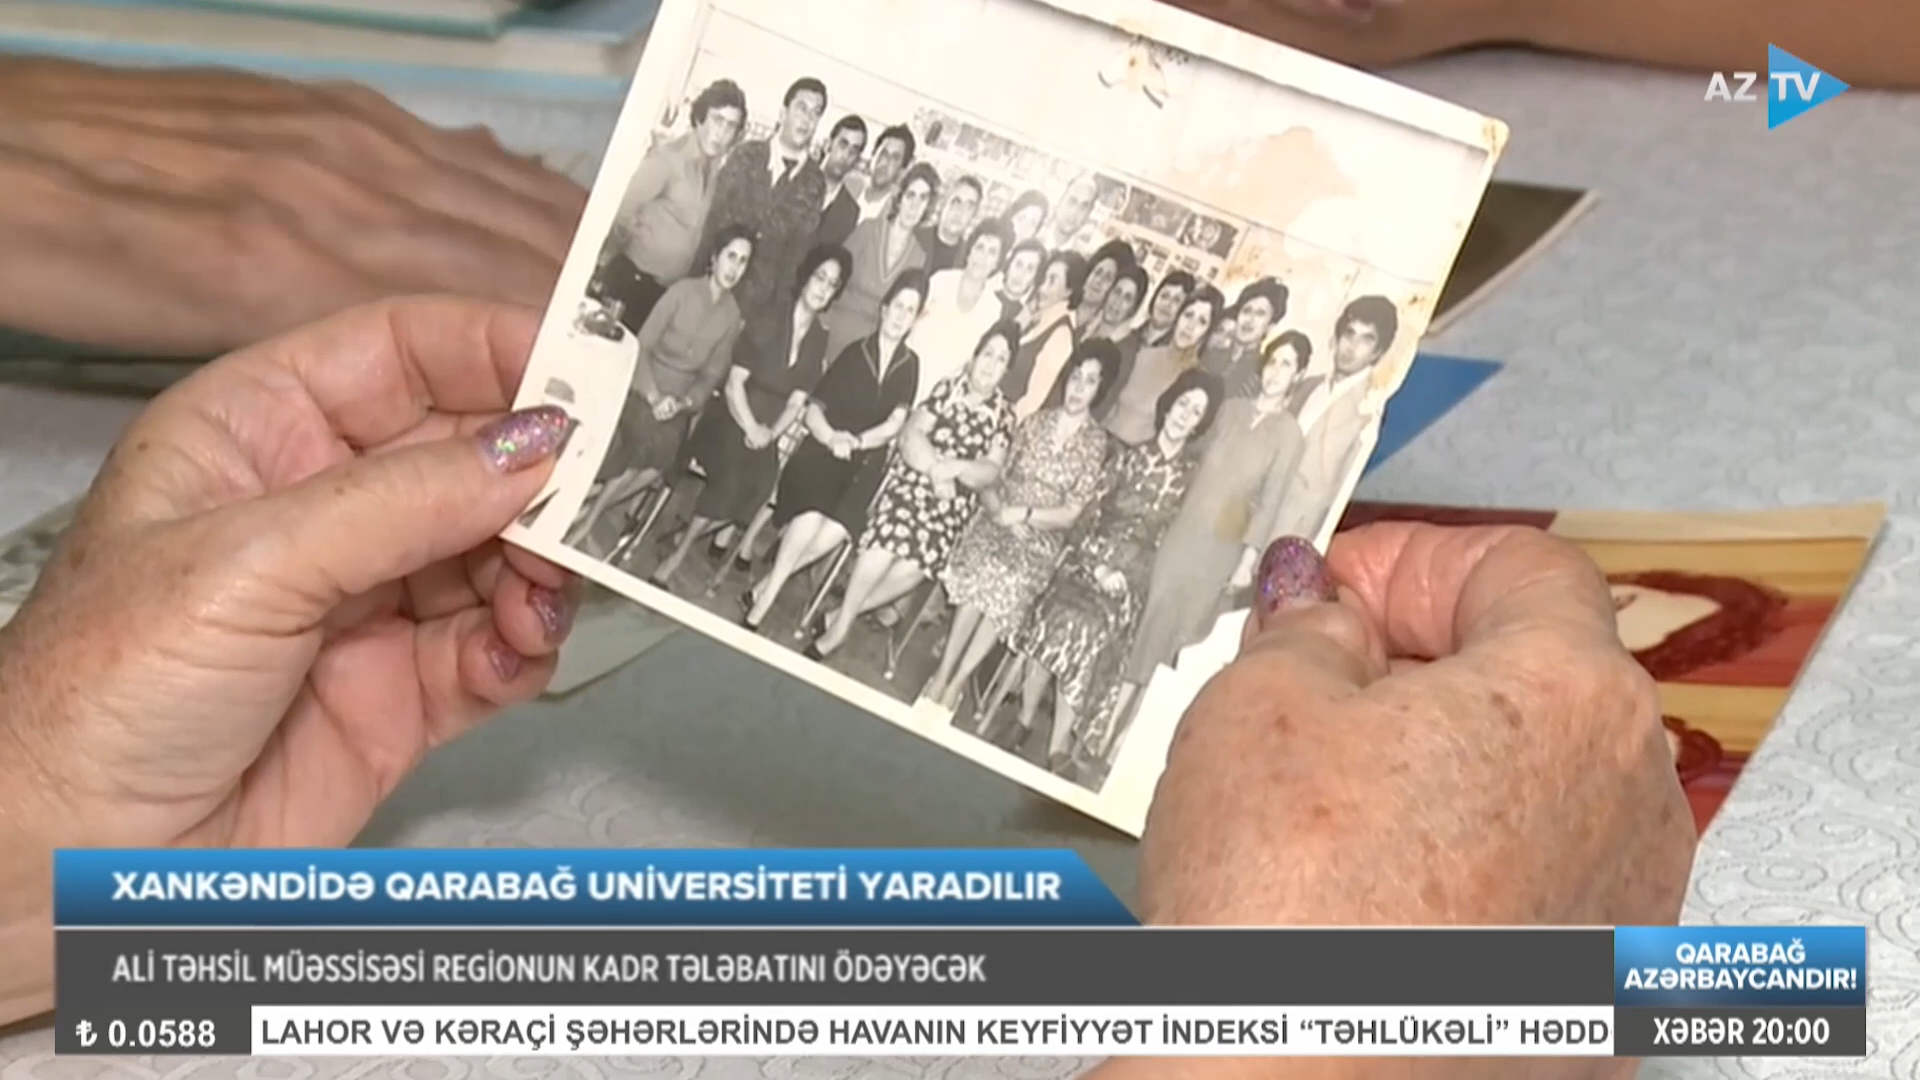 AZ TV
XANKƏNDİDƏ QARABAĞ UNİVERSİTETİ YARADILIR
ALİ TƏHSİL MÜƏSSİSƏSİ REGİONUN KADR TƏLƏBATINI ÖDƏYƏCƏK
QARABAĞ
AZƏRBAYCANDIR!
₺ 0.0588
LAHOR VƏ KƏRAÇİ ŞƏHƏRLƏRİNDƏ HAVANIN KEYFİYYƏT İNDEKSİ “TƏHLÜKƏLİ” HƏDD
XƏBƏR 20:00